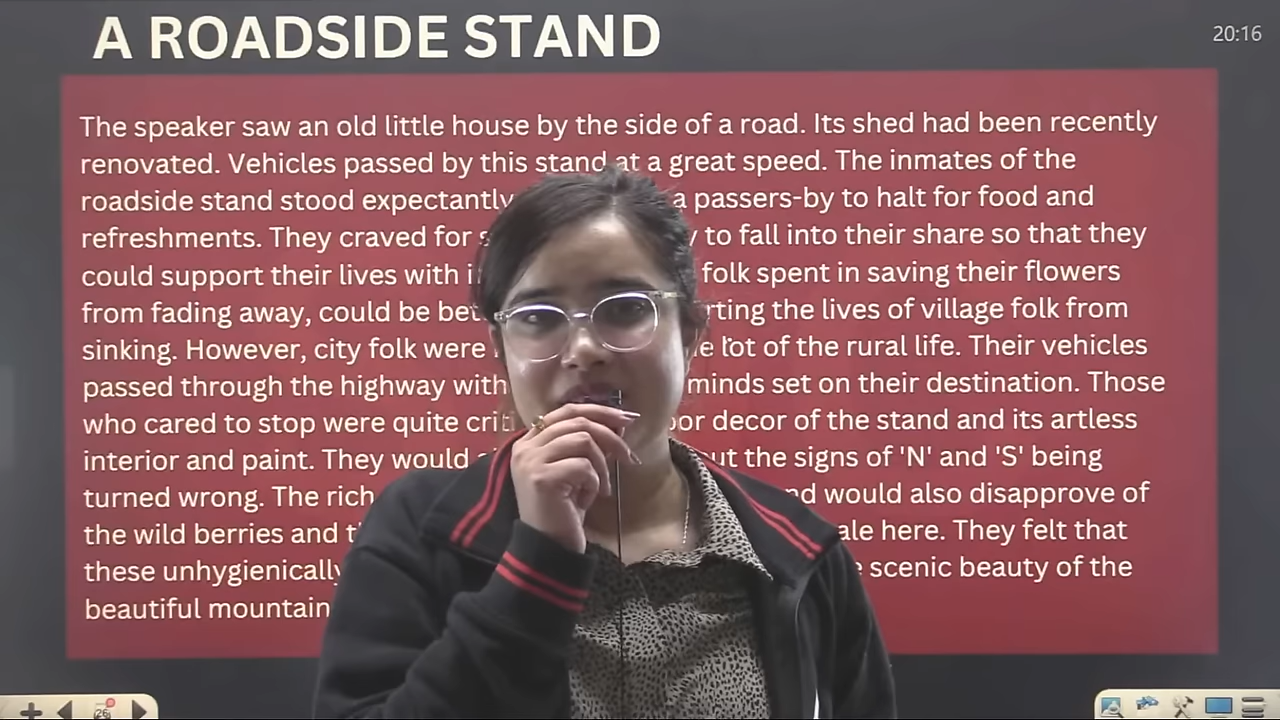 A ROADSIDE STAND
20:16
The speaker saw an old little house by the side of a road. Its shed had been recently
renovated. Vehicles passed by this stand at a great speed. The inmates of the
roadside stand stood expectantly a passers-by to halt for food and
refreshments. They craved for to fall into their share so that they
could support their lives with folk spent in saving their flowers
from fading away, could be the lives of village folk from
sinking. However, city folk were lot of the rural life. Their vehicles
passed through the highway with minds set on their destination. Those
who cared to stop were quite decor of the stand and its artless
interior and paint. They would the signs of 'N' and 'S' being
turned wrong. The rich would also disapprove of
the wild berries and here. They felt that
these unhygienically scenic beauty of the
beautiful mountain
26